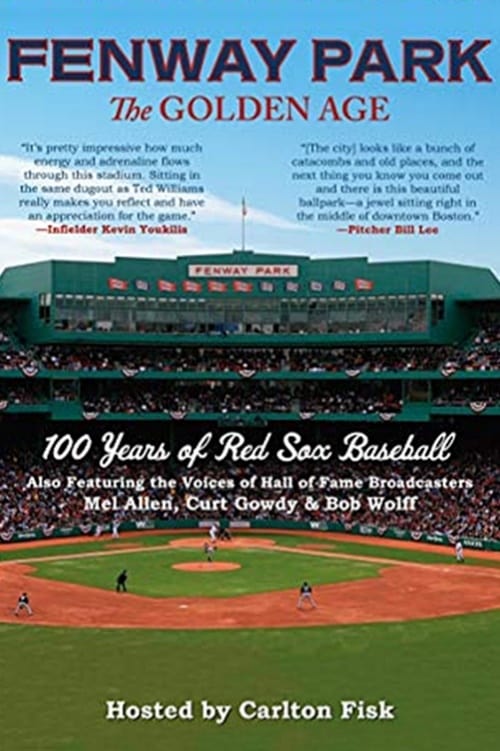 FENWAY PARK
The GOLDEN AGE
"It's pretty impressive how much
energy and adrenaline flows
through this stadium. Sitting in
the same dugout as Ted Williams
really makes you reflect and have
an appreciation for the game."
—Infielder Kevin Youkilis
"[The city] looks like a bunch of
catacombs and old places, and the
next thing you know you come out
and there is this beautiful
ballpark—a jewel sitting right in
the middle of downtown Boston."
—Pitcher Bill Lee
FENWAY PARK
100 Years of Red Sox Baseball
Also Featuring the Voices of Hall of Fame Broadcasters
Mel Allen, Curt Gowdy & Bob Wolff
Hosted by Carlton Fisk